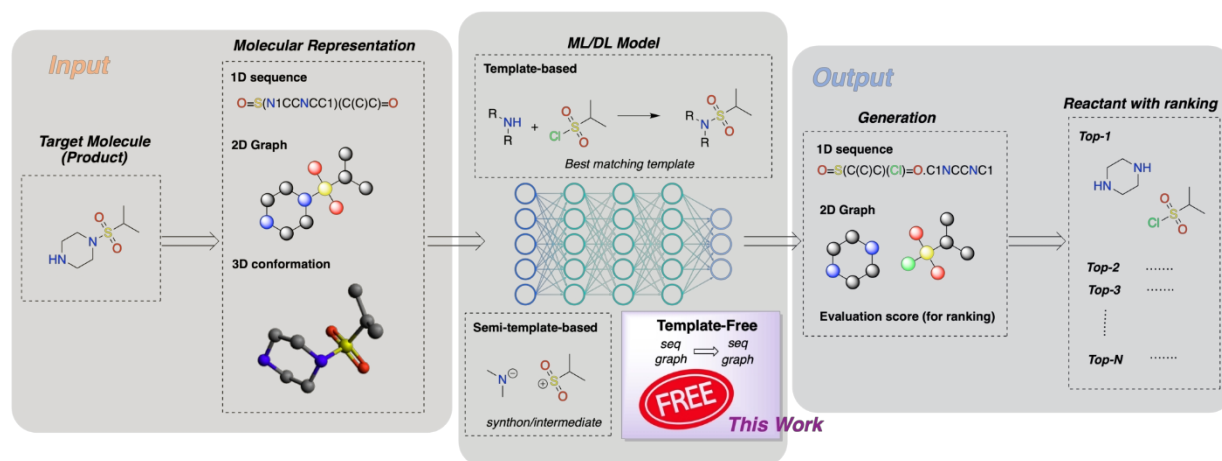 Input
Target Molecule
(Product)
N
S
O
O
HN
Molecular Representation
1D sequence
O=S(N1CCNCC1)(C(C)C)=O
2D Graph
3D conformation
ML/DL Model
Template-based
R
NH
R
+
Cl
S
O
O
R
N
R
S
O
O
Best matching template
Semi-template-based
N
⊖
⊕
S
O
O
synthon/intermediate
Template-Free
seq seq
graph graph
FREE
This Work
Output
Generation
1D sequence
O=S(C(C)C)(Cl)=O.C1NCCNC1
2D Graph
Evaluation score (for ranking)
Reactant with ranking
Top-1
NH
HN
O
S
Cl
O
Top-2 ......
Top-3 ......
Top-N ......